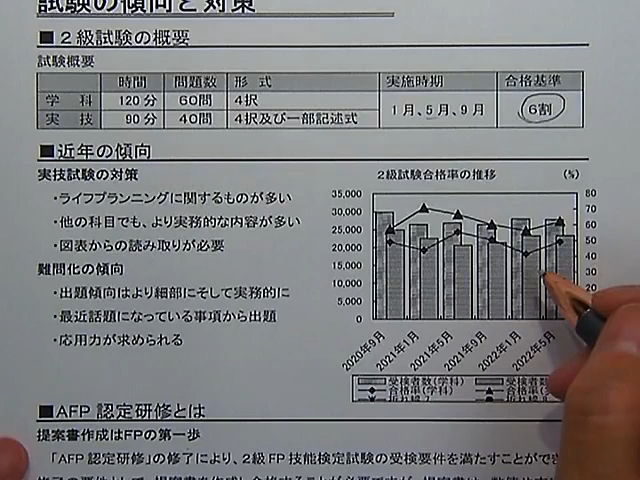 試験の傾向と対策
■2級試験の概要
試験概要
時間 問題数 形 式 実施時期 合格基準
学 科 120分 60問 4択 1月、5月、9月 6割
実 技 90分 40問 4択及び一部記述式
■近年の傾向
実技試験の対策
・ライフプランニングに関するものが多い
・他の科目でも、より実務的な内容が多い
・図表からの読み取りが必要
難問化の傾向
・出題傾向はより細部にそして実務的に
・最近話題になっている事項から出題
・応用力が求められる
2級試験合格率の推移 (%)
35,000 80
30,000 70
25,000 60
20,000 50
15,000 40
10,000 30
5,000 20
0
2020年9月 2021年1月 2021年5月 2021年9月 2022年1月 2022年5月
受検者数(学科) 受検者数
合格率(学科) 合格率(
■AFP認定研修とは
提案書作成はFPの第一歩
「AFP認定研修」の修了により、2級FP技能検定試験の受検要件を満たすことができ